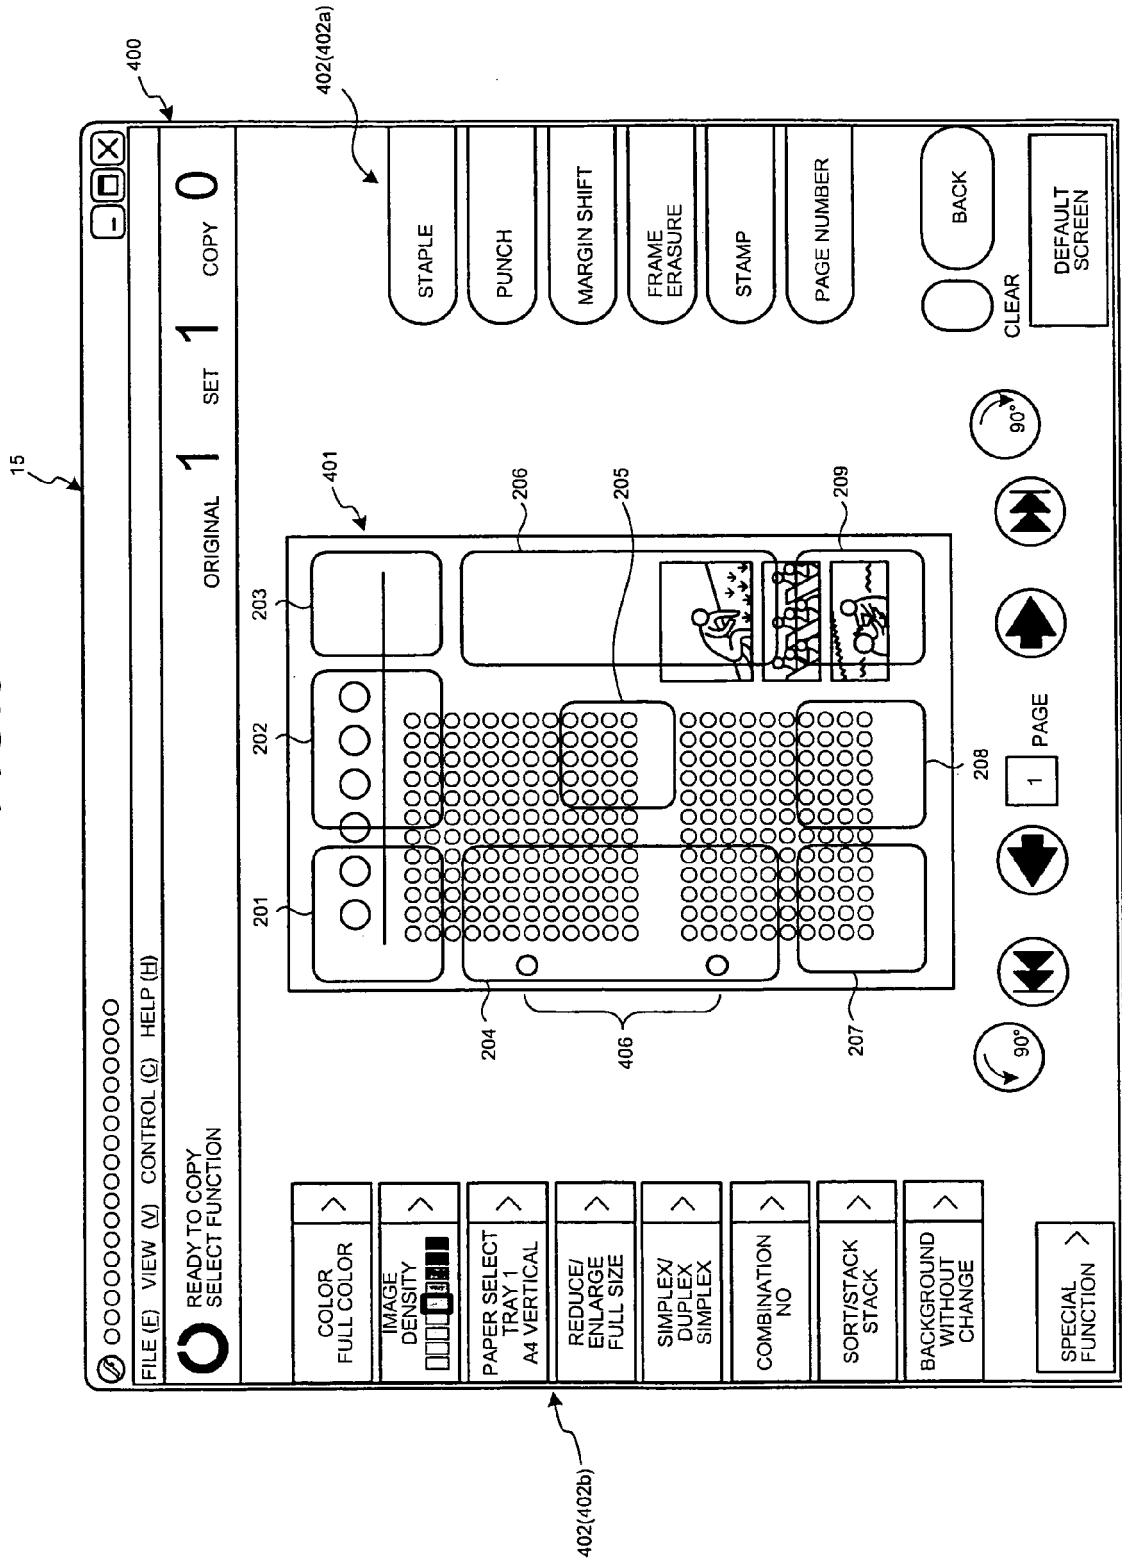 15
400
402(402a)
FILE (F) VIEW (V) CONTROL (C) HELP (H)
READY TO COPY
SELECT FUNCTION
ORIGINAL 1 SET 1 COPY 0
COLOR
FULL COLOR
>
IMAGE
DENSITY
>
PAPER SELECT
TRAY 1
A4 VERTICAL
>
REDUCE/
ENLARGE
FULL SIZE
>
SIMPLEX/
DUPLEX
SIMPLEX
>
COMBINATION
NO
>
SORT/STACK
STACK
>
BACKGROUND
WITHOUT
CHANGE
>
SPECIAL
FUNCTION >
402(402b)
201
202
203
401
204
406
207
208
206
205
209
STAPLE
PUNCH
MARGIN SHIFT
FRAME
ERASURE
STAMP
PAGE NUMBER
90°
1
PAGE
90°
CLEAR
BACK
DEFAULT
SCREEN